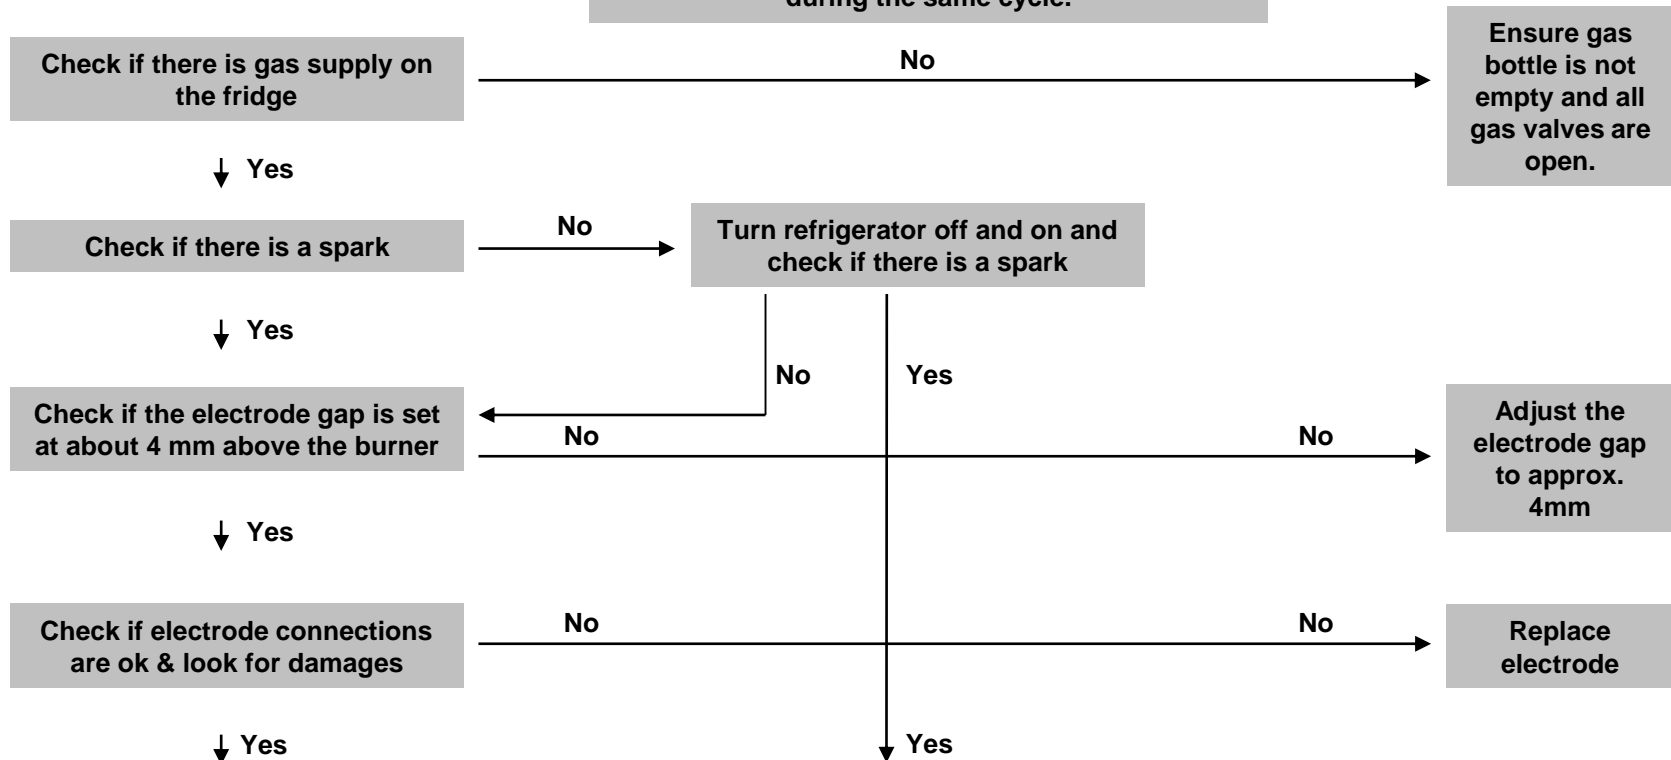 during the same cycle.
Check if there is gas supply on
the fridge
No
Ensure gas
bottle is not
empty and all
gas valves are
open.
Yes
Check if there is a spark
No
Turn refrigerator off and on and
check if there is a spark
Yes
No
Yes
Check if the electrode gap is set
at about 4 mm above the burner
No
No
Adjust the
electrode gap
to approx.
4mm
Yes
Check if electrode connections
are ok & look for damages
No
No
Replace
electrode
Yes
Yes